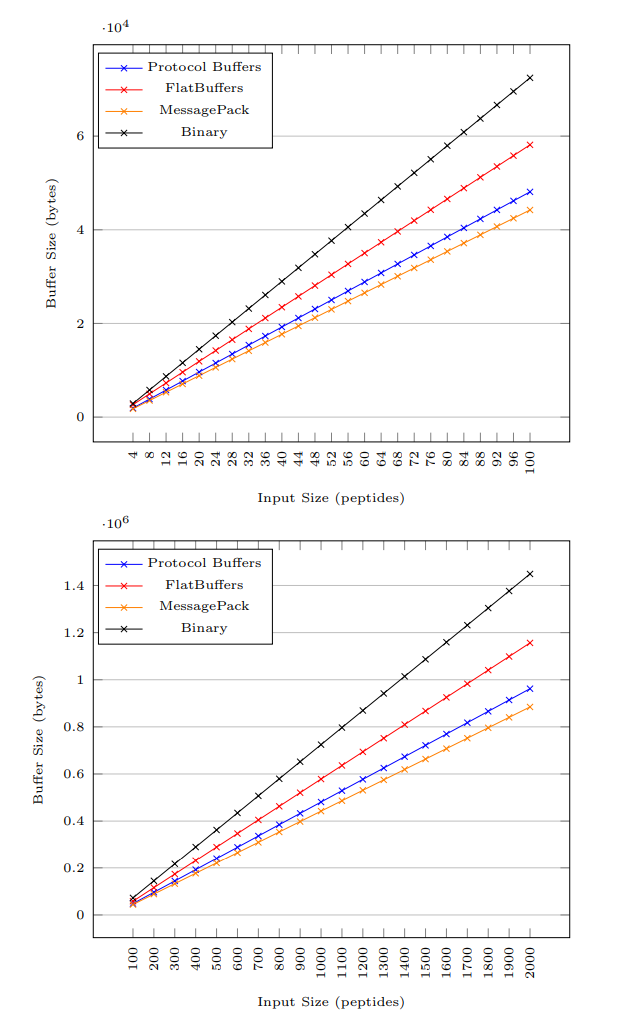 ·10⁴
Protocol Buffers
FlatBuffers
MessagePack
Binary
6
4
2
0
Buffer Size (bytes)
4 8 12 16 20 24 28 32 36 40 44 48 52 56 60 64 68 72 76 80 84 88 92 96 100
Input Size (peptides)
·10⁶
Protocol Buffers
FlatBuffers
MessagePack
Binary
1.4
1.2
1
0.8
0.6
0.4
0.2
0
Buffer Size (bytes)
100 200 300 400 500 600 700 800 900 1000 1100 1200 1300 1400 1500 1600 1700 1800 1900 2000
Input Size (peptides)